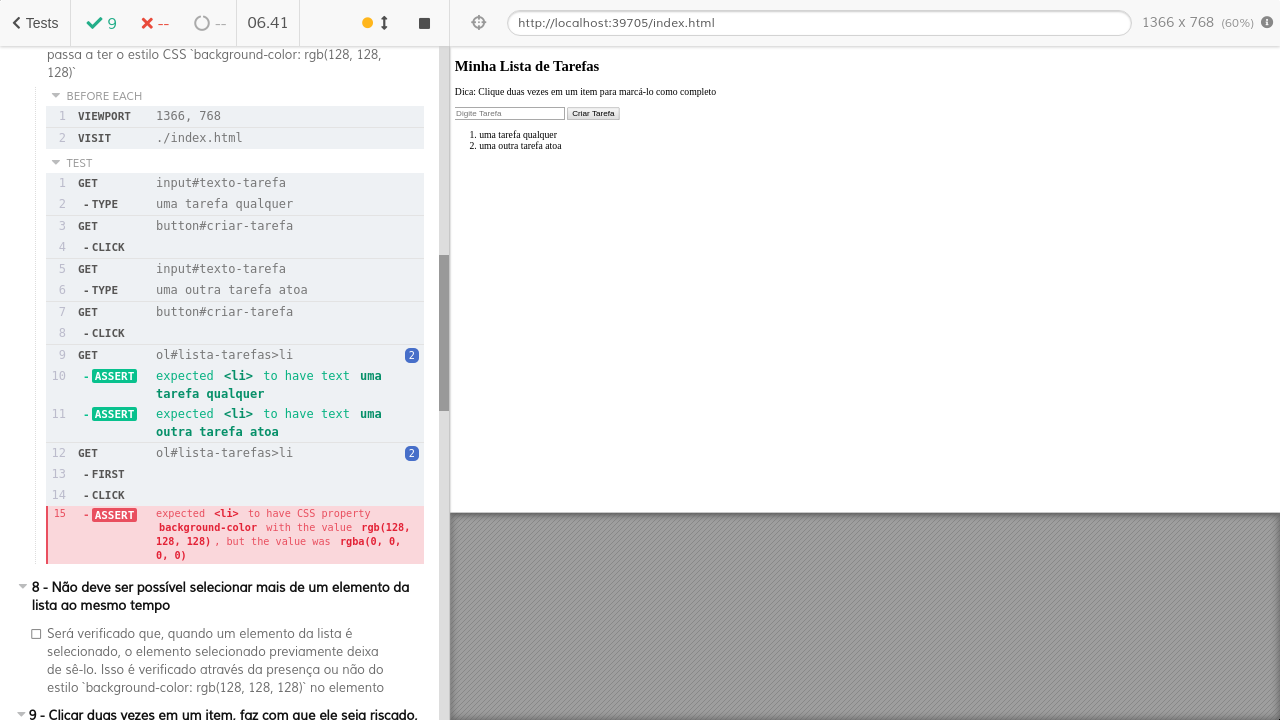 Tests
9
--
--
06.41
http://localhost:39705/index.html
1366 x 768 (60%)
passa a ter o estilo CSS `background-color: rgb(128, 128,
128)`
BEFORE EACH
1 VIEWPORT 1366, 768
2 VISIT ./index.html
TEST
1 GET input#texto-tarefa
2 -TYPE uma tarefa qualquer
3 GET button#criar-tarefa
4 -CLICK
5 GET input#texto-tarefa
6 -TYPE uma outra tarefa atoa
7 GET button#criar-tarefa
8 -CLICK
9 GET ol#lista-tarefas>li 2
10 -ASSERT expected <li> to have text uma
tarefa qualquer
11 -ASSERT expected <li> to have text uma
outra tarefa atoa
12 GET ol#lista-tarefas>li 2
13 -FIRST
14 -CLICK
15 -ASSERT expected <li> to have CSS property
background-color with the value rgb(128,
128, 128), but the value was rgba(0, 0,
0, 0)
8 - Não deve ser possível selecionar mais de um elemento da
lista ao mesmo tempo
Será verificado que, quando um elemento da lista é
selecionado, o elemento selecionado previamente deixa
de sê-lo. Isso é verificado através da presença ou não do
estilo `background-color: rgb(128, 128, 128)` no elemento
9 - Clicar duas vezes em um item, faz com que ele seja riscado,
Minha Lista de Tarefas
Dica: Clique duas vezes em um item para marcá-lo como completo
Digite Tarefa
Criar Tarefa
1. uma tarefa qualquer
2. uma outra tarefa atoa